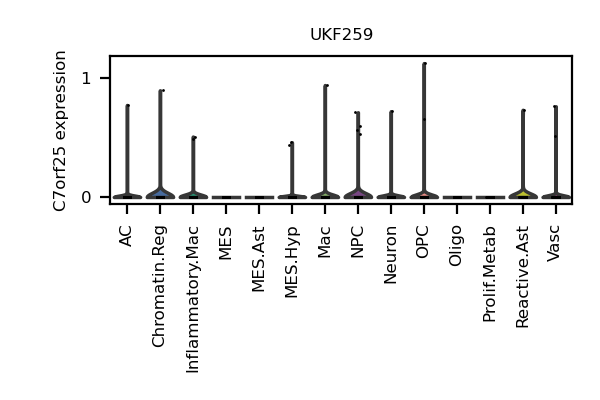 UKF259
C7orf25 expression
1
0
AC
Chromatin.Reg
Inflammatory.Mac
MES
MES.Ast
MES.Hyp
Mac
NPC
Neuron
OPC
Oligo
Prolif.Metab
Reactive.Ast
Vasc